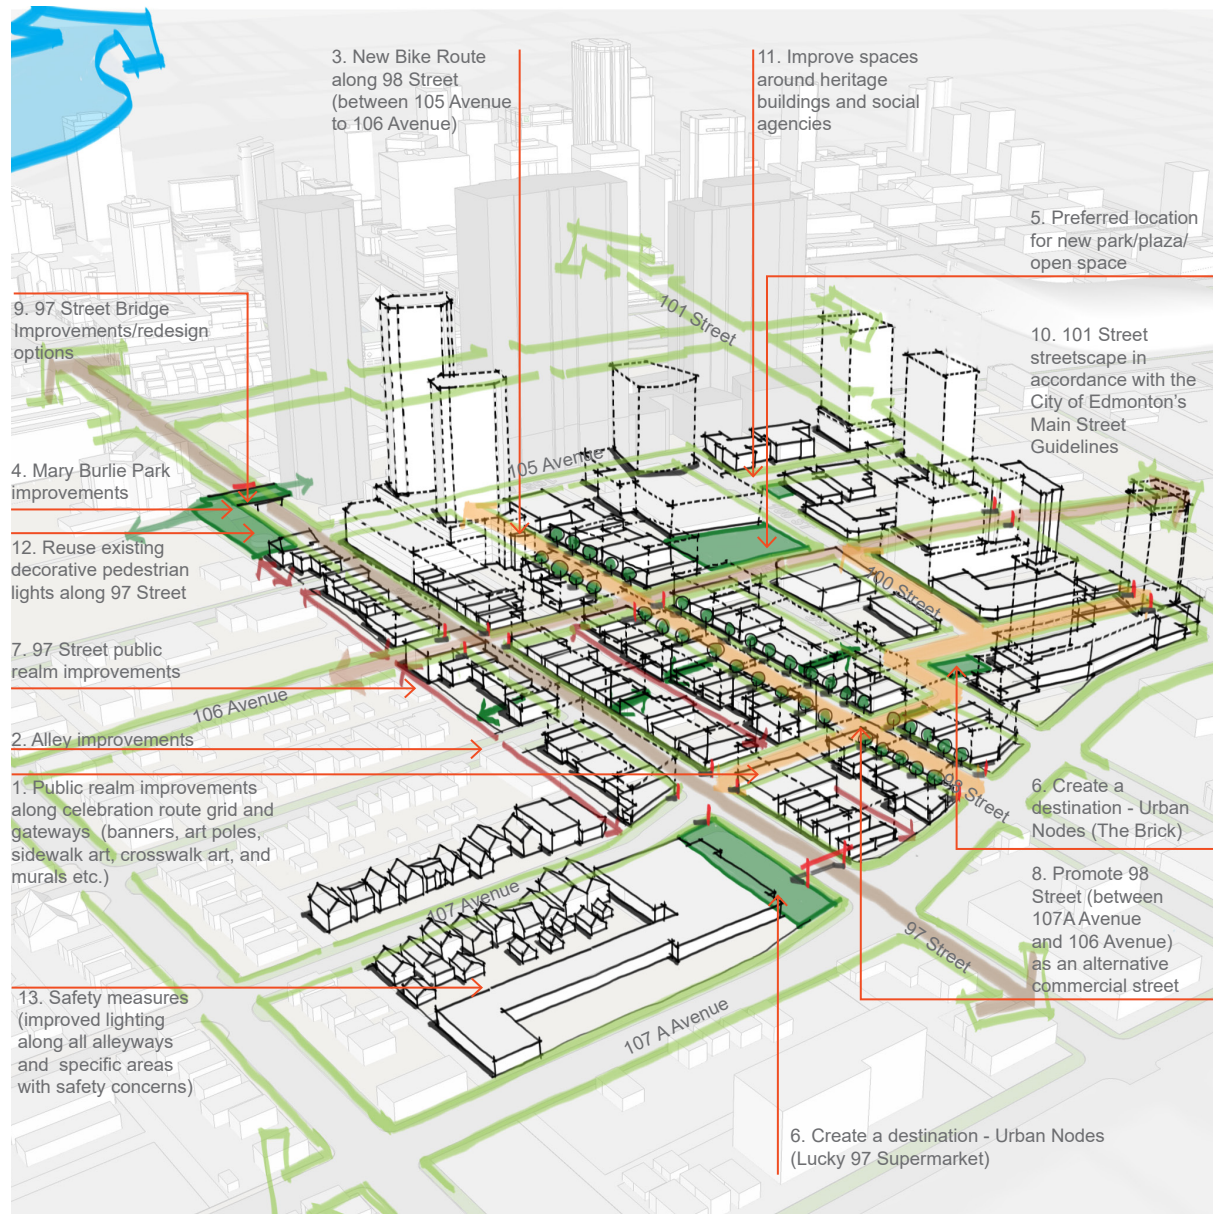 3. New Bike Route
along 98 Street
(between 105 Avenue
to 106 Avenue)
11. Improve spaces
around heritage
buildings and social
agencies
5. Preferred location
for new park/plaza/
open space
9. 97 Street Bridge
Improvements/redesign
options
101 Street
10. 101 Street
streetscape in
accordance with the
City of Edmonton's
Main Street
Guidelines
4. Mary Burlie Park
improvements
105 Avenue
12. Reuse existing
decorative pedestrian
lights along 97 Street
100 Street
7. 97 Street public
realm improvements
106 Avenue
2. Alley improvements
1. Public realm improvements
along celebration route grid and
gateways (banners, art poles,
sidewalk art, crosswalk art, and
murals etc.)
98 Street
6. Create a
destination - Urban
Nodes (The Brick)
107 Avenue
8. Promote 98
Street (between
107A Avenue
and 106 Avenue)
as an alternative
commercial street
97 Street
13. Safety measures
(improved lighting
along all alleyways
and specific areas
with safety concerns)
107 A Avenue
6. Create a destination - Urban Nodes
(Lucky 97 Supermarket)